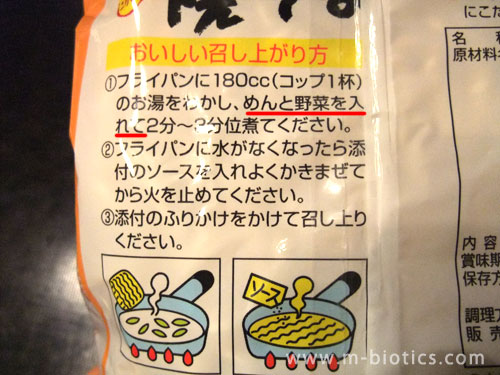 おいしい召し上がり方
①フライパンに180cc(コップ1杯)
のお湯をわかし、めんと野菜を入
れて2分〜3分位煮てください。
②フライパンに水がなくなったら添
付のソースを入れよくかきまぜて
から火を止めてください。
③添付のふりかけをかけて召し上り
ください。
ソース
にこ
名
原材料
内容
賞味期
保存方
調理方
販売
www.m-biotics.com